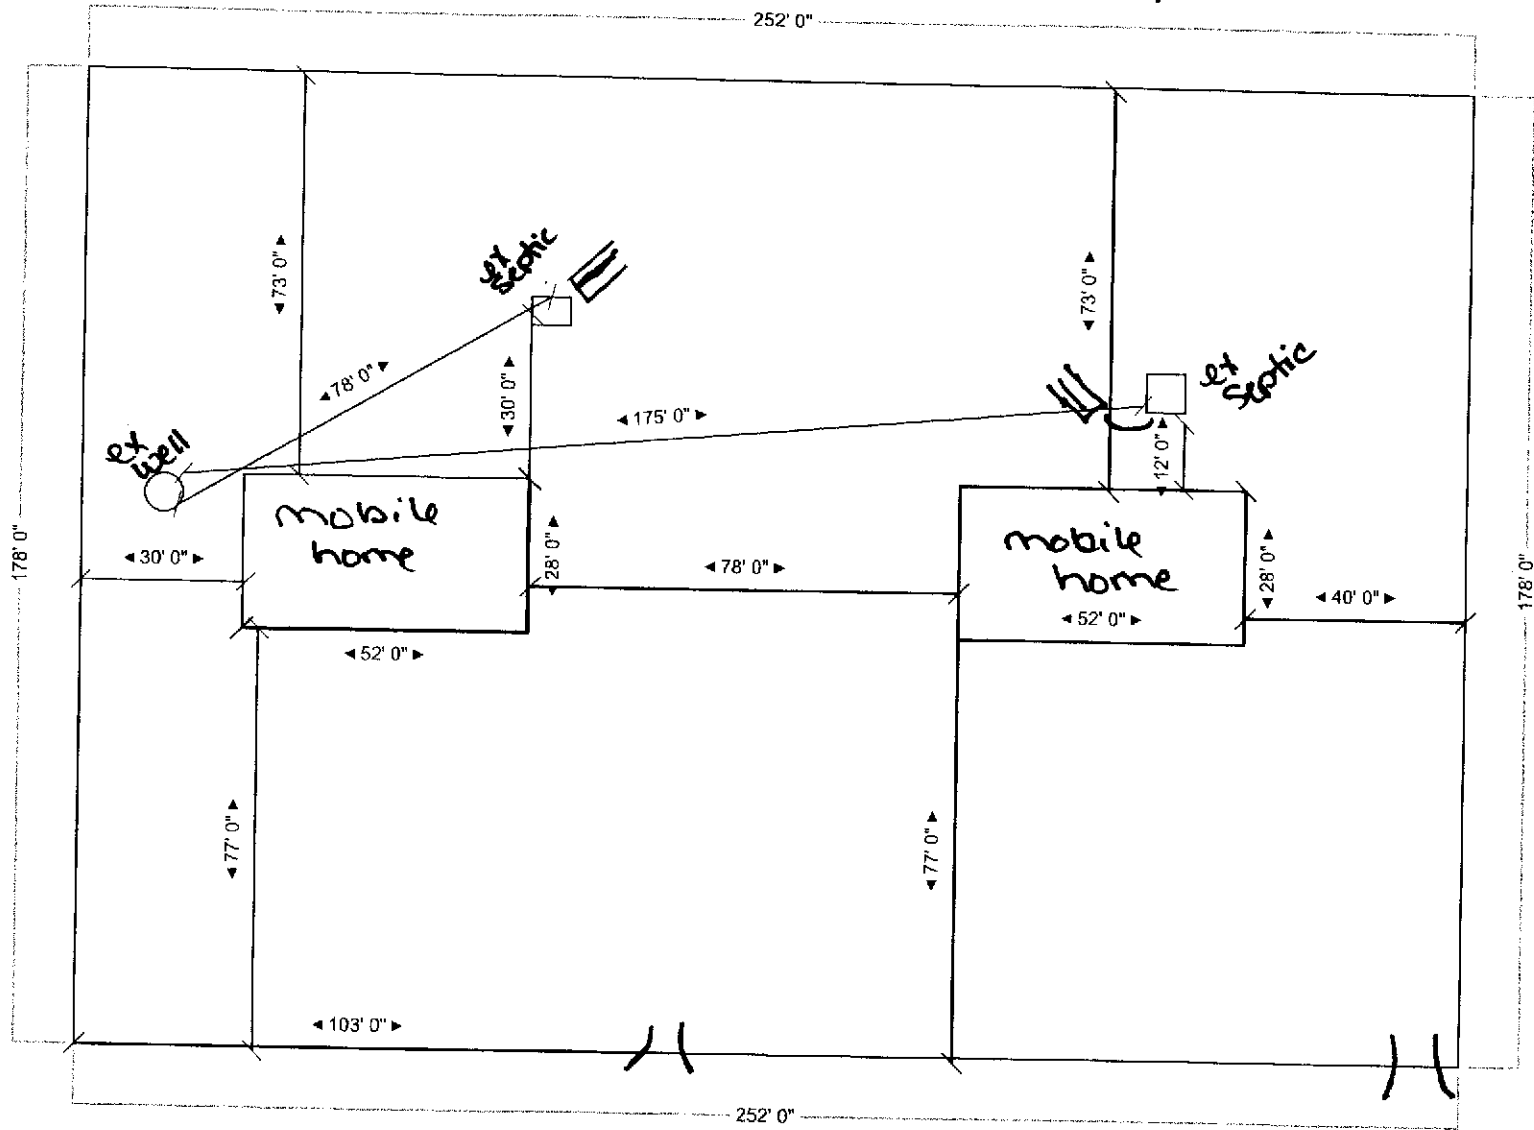 252' 0"
73' 0"
73' 0"
ex
septic
78' 0"
30' 0"
175' 0"
ex
septic
12' 0"
ex
well
mobile
home
mobile
home
178' 0"
30' 0"
28' 0"
78' 0"
28' 0"
40' 0"
178' 0"
52' 0"
52' 0"
77' 0"
77' 0"
103' 0"
252' 0"